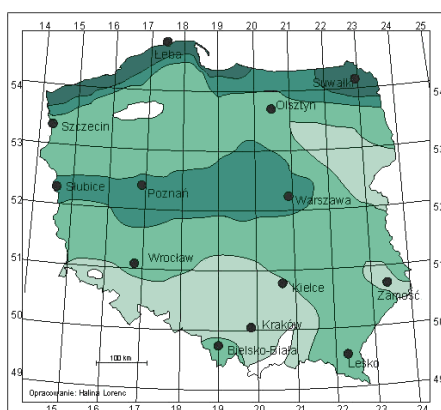 14 15 16 17 18 19 20 21 22 23 24 25
Łeba
Suwałki
54 54
Olsztyn
Szczecin
53 53
Słubice
Poznań
Warszawa
52 52
Wrocław
51 51
Kielce
Zamość
50 50
Kraków
Bielsko-Biała
Lesko
100 km
49 49
Opracowanie: Halina Lorenc
15 16 17 18 19 20 21 22 23 24